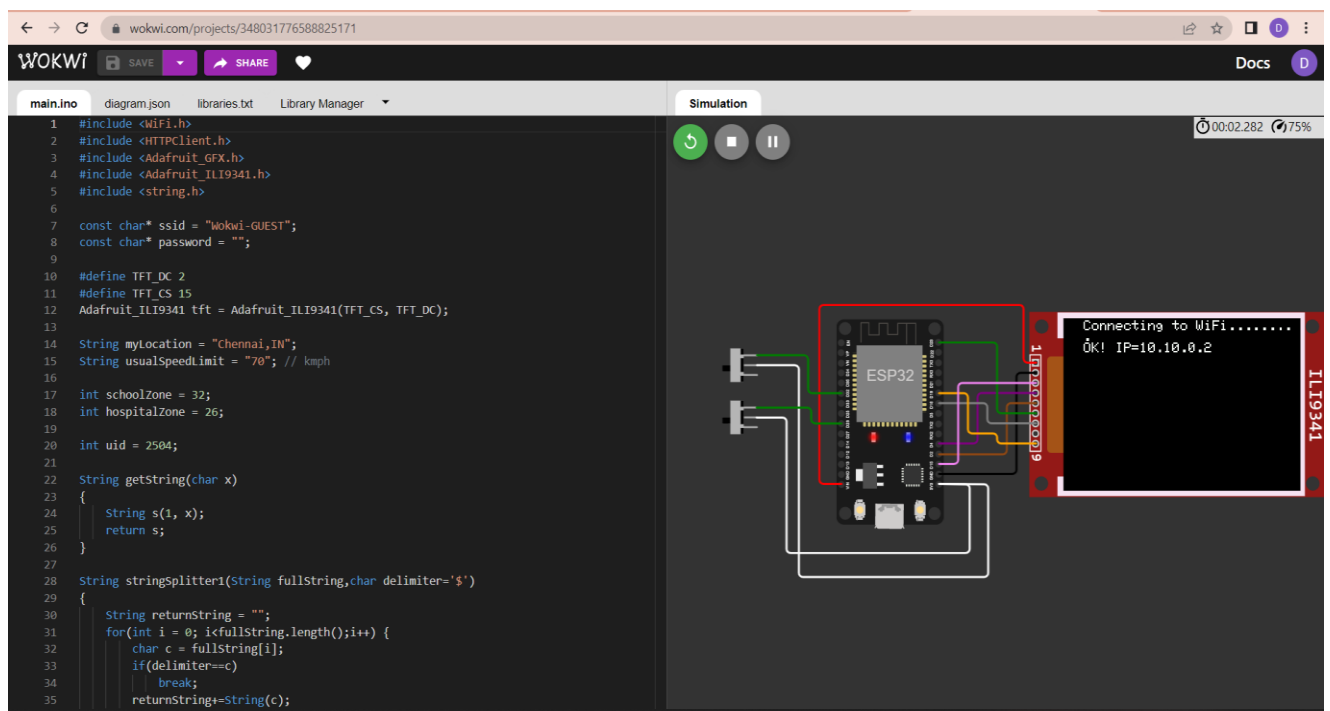 wokwi.com/projects/348031776588825171
D
WOKWi SAVE SHARE Docs D
main.ino diagram.json libraries.txt Library Manager
1 #include <WiFi.h>
2 #include <HTTPClient.h>
3 #include <Adafruit_GFX.h>
4 #include <Adafruit_ILI9341.h>
5 #include <string.h>
6
7 const char* ssid = "Wokwi-GUEST";
8 const char* password = "";
9
10 #define TFT_DC 2
11 #define TFT_CS 15
12 Adafruit_ILI9341 tft = Adafruit_ILI9341(TFT_CS, TFT_DC);
13
14 String myLocation = "Chennai,IN";
15 String usualSpeedLimit = "70"; // kmph
16
17 int schoolZone = 32;
18 int hospitalZone = 26;
19
20 int uid = 2504;
21
22 String getString(char x)
23 {
24 String s(1, x);
25 return s;
26 }
27
28 String stringSplitter1(String fullString,char delimiter='$')
29 {
30 String returnString = "";
31 for(int i = 0; i<fullString.length();i++) {
32 char c = fullString[i];
33 if(delimiter==c)
34 break;
35 returnString+=String(c);
Simulation
00:02.282 75%
ESP32
Connecting to WiFi........
OK! IP=10.10.0.2
1
9
ILI9341